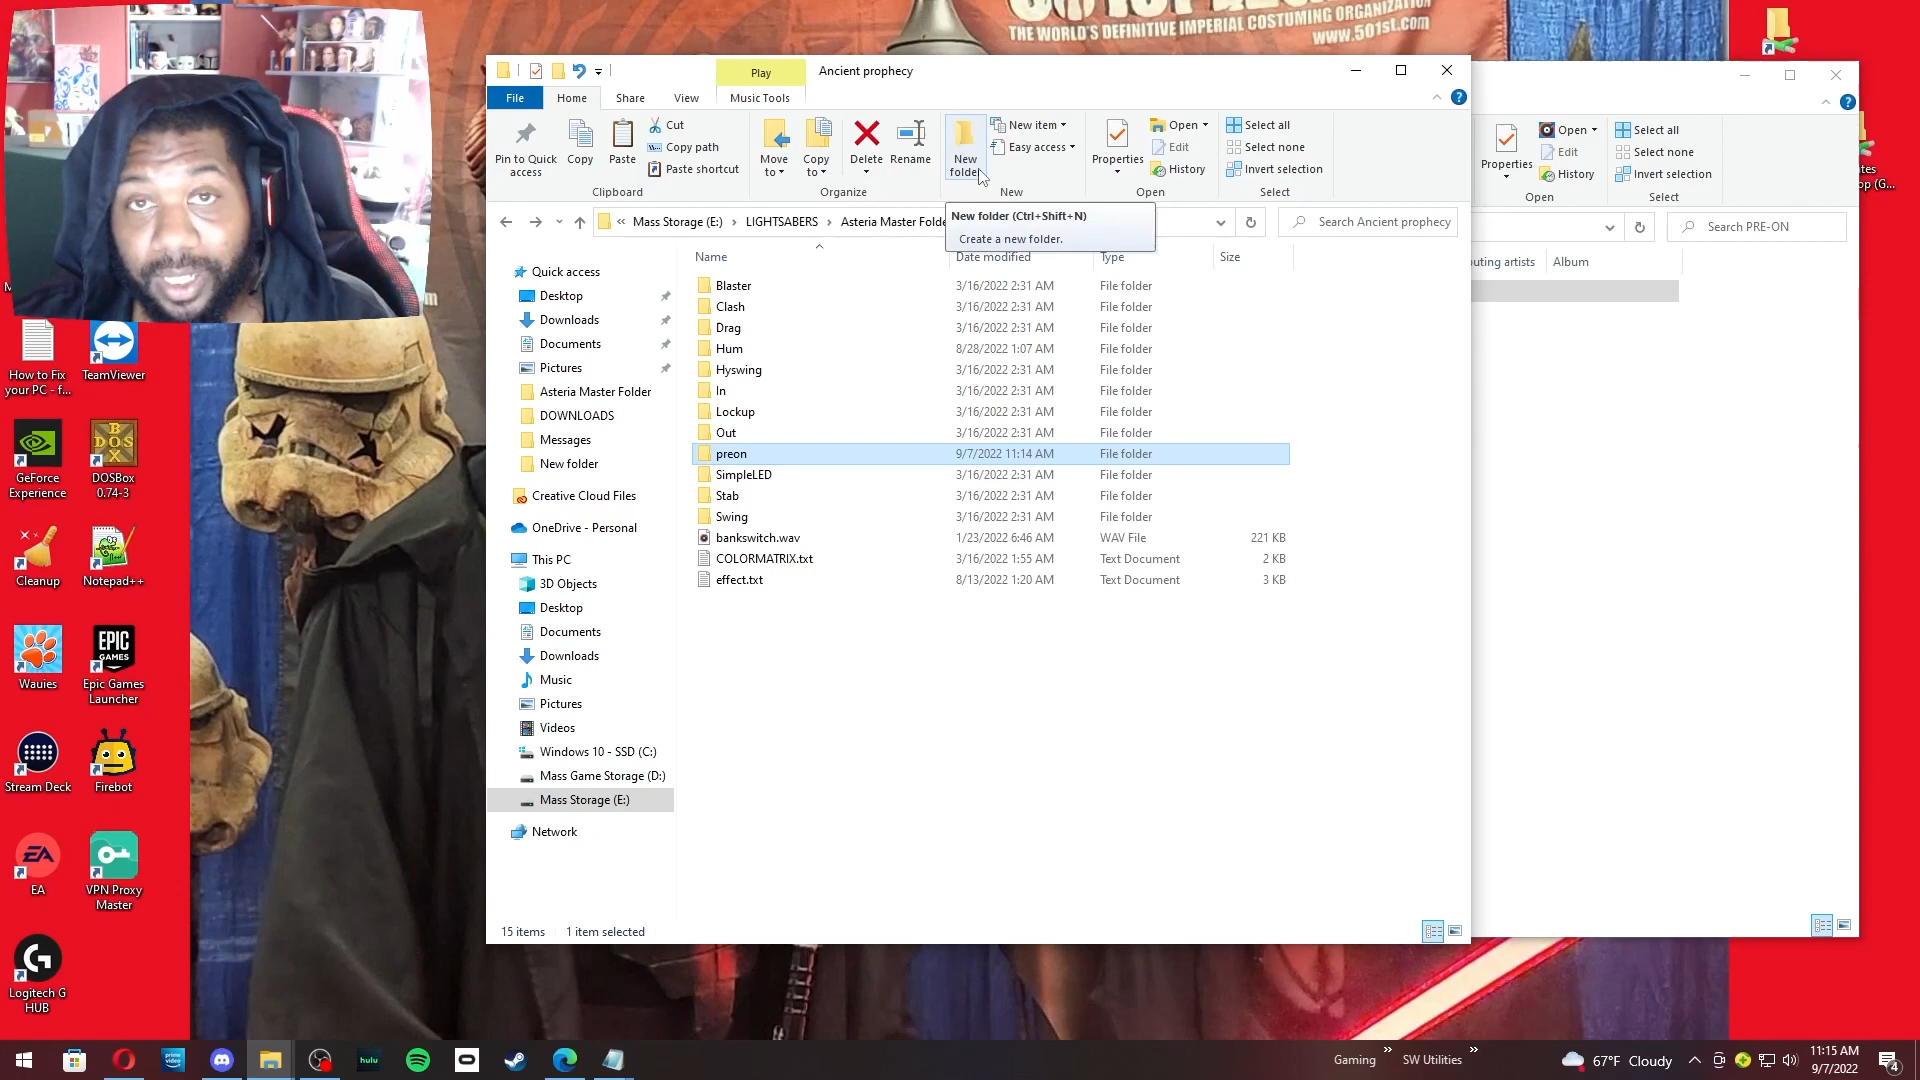 THE WORLD'S DEFINITIVE IMPERIAL COSTUMING ORGANIZATION
www.501st.com
Play
Ancient prophecy
File
Home
Share
View
Music Tools
Pin to Quick access
Copy
Paste
Cut
Copy path
Paste shortcut
Move to
Copy to
Delete
Rename
New folder
New item
Easy access
Properties
Open
Edit
History
Select all
Select none
Invert selection
Clipboard
Organize
New
Open
Select
New folder (Ctrl+Shift+N)
Create a new folder.
« Mass Storage (E:) › LIGHTSABERS › Asteria Master Folde
Search Ancient prophecy
Name
Date modified
Type
Size
Blaster 3/16/2022 2:31 AM File folder
Clash 3/16/2022 2:31 AM File folder
Drag 3/16/2022 2:31 AM File folder
Hum 8/28/2022 1:07 AM File folder
Hyswing 3/16/2022 2:31 AM File folder
In 3/16/2022 2:31 AM File folder
Lockup 3/16/2022 2:31 AM File folder
Out 3/16/2022 2:31 AM File folder
preon 9/7/2022 11:14 AM File folder
SimpleLED 3/16/2022 2:31 AM File folder
Stab 3/16/2022 2:31 AM File folder
Swing 3/16/2022 2:31 AM File folder
bankswitch.wav 1/23/2022 6:46 AM WAV File 221 KB
COLORMATRIX.txt 3/16/2022 1:55 AM Text Document 2 KB
effect.txt 8/13/2022 1:20 AM Text Document 3 KB
Quick access
Desktop
Downloads
Documents
Pictures
Asteria Master Folder
DOWNLOADS
Messages
New folder
Creative Cloud Files
OneDrive - Personal
This PC
3D Objects
Desktop
Documents
Downloads
Music
Pictures
Videos
Windows 10 - SSD (C:)
Mass Game Storage (D:)
Mass Storage (E:)
Network
15 items
1 item selected
Properties
Open
Edit
History
Select all
Select none
Invert selection
Open
Select
Search PRE-ON
uting artists
Album
ates
op (G...
How to Fix
your PC - f...
TeamViewer
GeForce
Experience
DOS BOX
DOSBox
0.74-3
Cleanup
Notepad++
Wauies
EPIC GAMES
Epic Games
Launcher
Stream Deck
Firebot
EA
EA
VPN Proxy
Master
Logitech G
HUB
prime video
hulu
Gaming
»
SW Utilities
»
67°F Cloudy
11:15 AM
9/7/2022
4